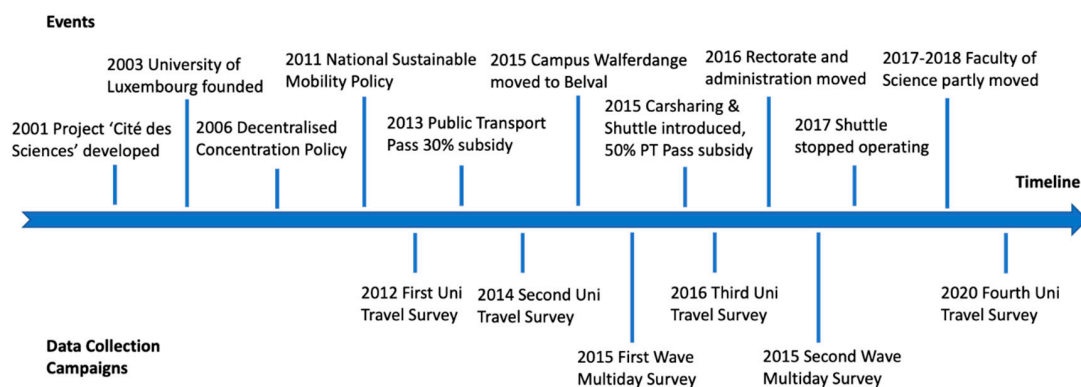 Events
2003 University of
Luxembourg founded
2011 National Sustainable
Mobility Policy
2015 Campus Walferdange
moved to Belval
2016 Rectorate and
administration moved
2017-2018 Faculty of
Science partly moved
2001 Project 'Cité des
Sciences' developed
2006 Decentralised
Concentration Policy
2013 Public Transport
Pass 30% subsidy
2015 Carsharing &
Shuttle introduced,
50% PT Pass subsidy
2017 Shuttle
stopped operating
Timeline
2012 First Uni
Travel Survey
2014 Second Uni
Travel Survey
2016 Third Uni
Travel Survey
2020 Fourth Uni
Travel Survey
Data Collection
Campaigns
2015 First Wave
Multiday Survey
2015 Second Wave
Multiday Survey